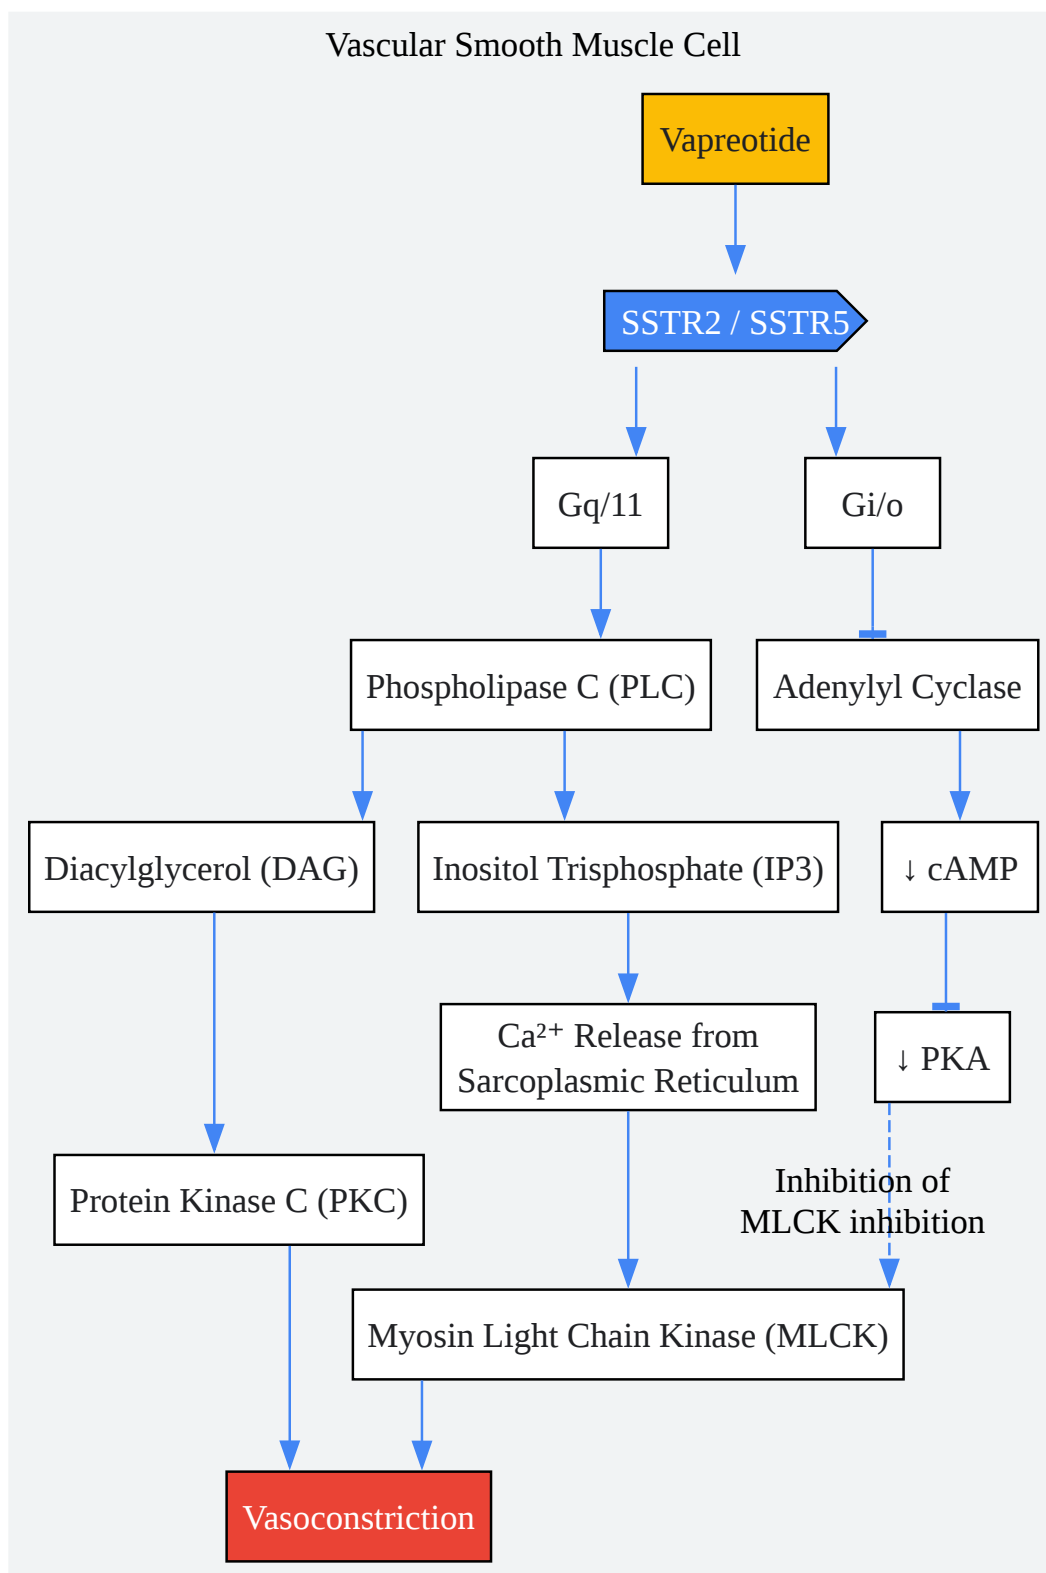 Vascular Smooth Muscle Cell
Vapreotide
SSTR2 / SSTR5
Gq/11
Gi/o
Phospholipase C (PLC)
Adenylyl Cyclase
Diacylglycerol (DAG)
Inositol Trisphosphate (IP3)
↓ cAMP
Ca²⁺ Release from
Sarcoplasmic Reticulum
↓ PKA
Protein Kinase C (PKC)
Inhibition of
MLCK inhibition
Myosin Light Chain Kinase (MLCK)
Vasoconstriction